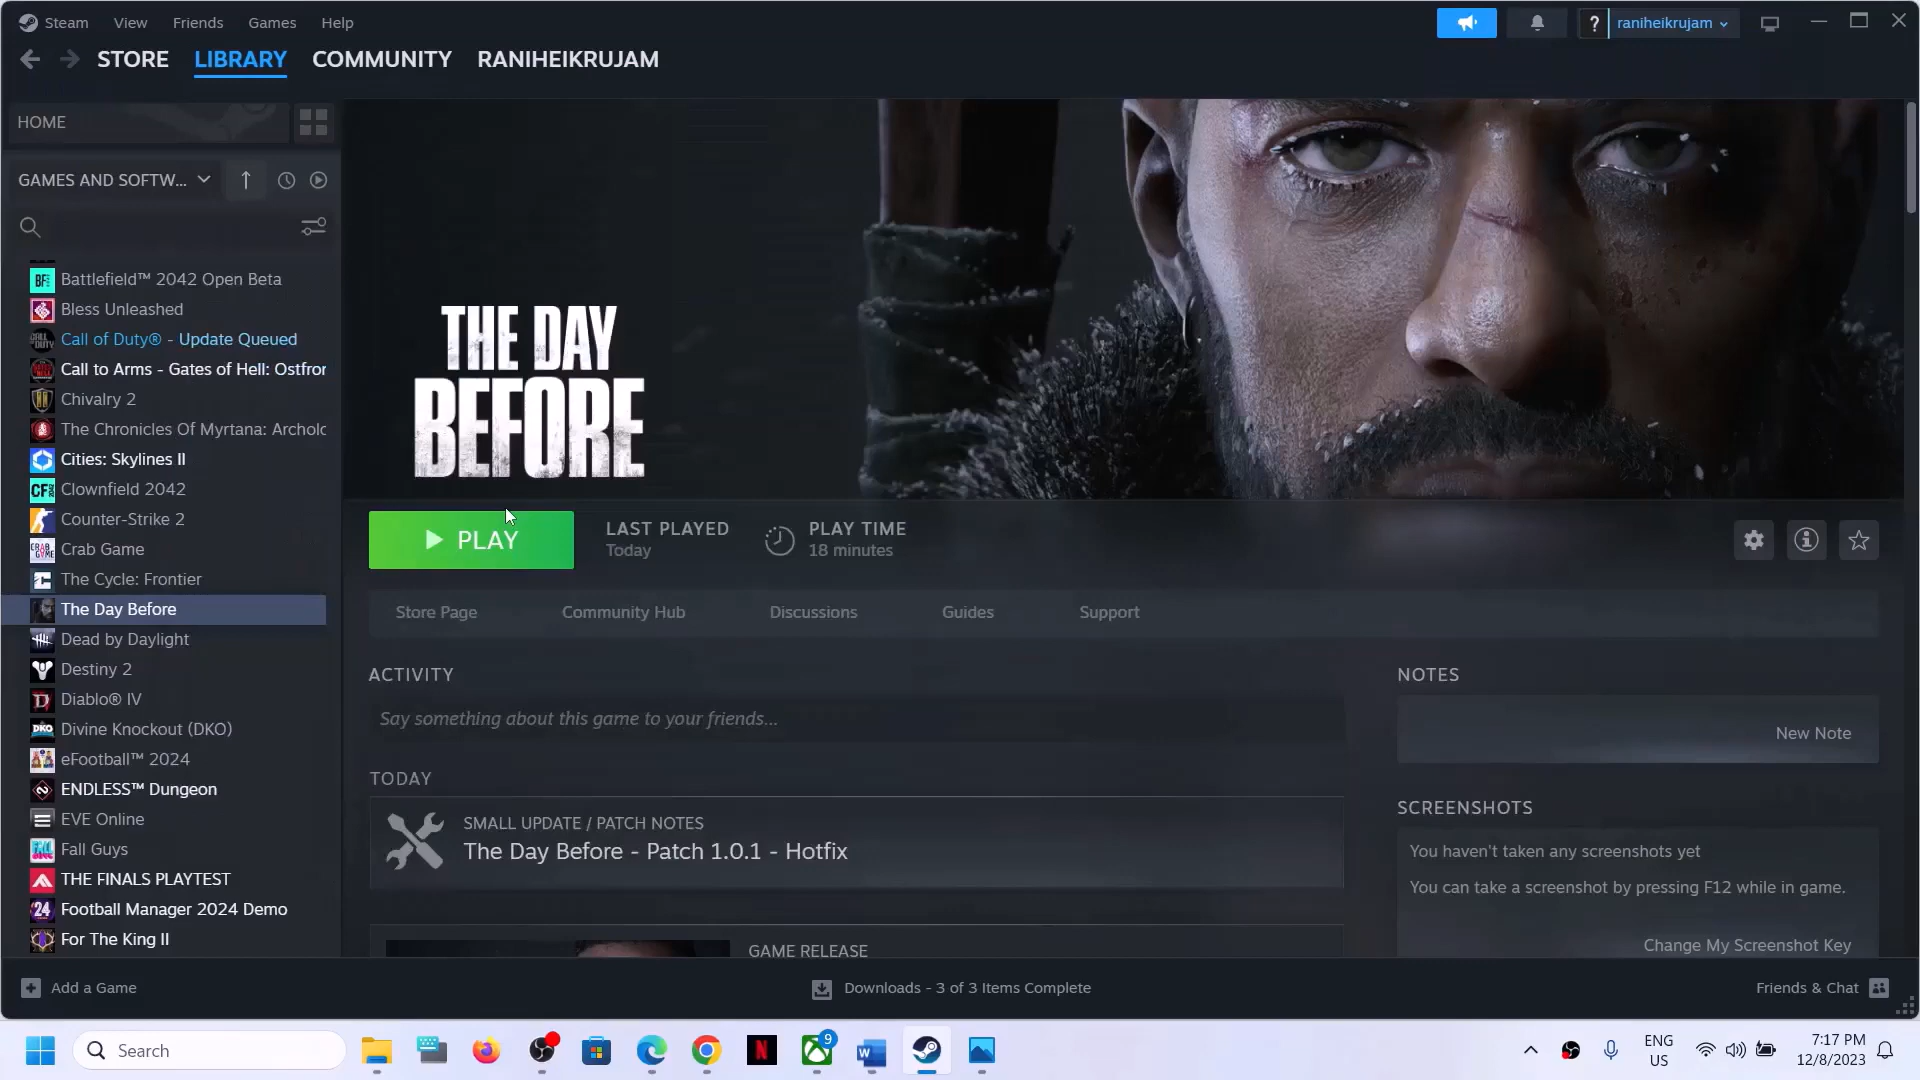 Steam View Friends Games Help
? raniheikrujam
STORE LIBRARY COMMUNITY RANIHEIKRUJAM
HOME
GAMES AND SOFTW...
Battlefield™ 2042 Open Beta
Bless Unleashed
Call of Duty® - Update Queued
Call to Arms - Gates of Hell: Ostfror
Chivalry 2
The Chronicles Of Myrtana: Archolo
Cities: Skylines II
Clownfield 2042
Counter-Strike 2
Crab Game
The Cycle: Frontier
The Day Before
Dead by Daylight
Destiny 2
Diablo® IV
Divine Knockout (DKO)
eFootball™ 2024
ENDLESS™ Dungeon
EVE Online
Fall Guys
THE FINALS PLAYTEST
Football Manager 2024 Demo
For The King II
THE DAY
BEFORE
PLAY
LAST PLAYED
Today
PLAY TIME
18 minutes
Store Page Community Hub Discussions Guides Support
ACTIVITY
Say something about this game to your friends...
TODAY
SMALL UPDATE / PATCH NOTES
The Day Before - Patch 1.0.1 - Hotfix
GAME RELEASE
NOTES
New Note
SCREENSHOTS
You haven't taken any screenshots yet
You can take a screenshot by pressing F12 while in game.
Change My Screenshot Key
Add a Game
Downloads - 3 of 3 Items Complete
Friends & Chat
Search
9
ENG
US
7:17 PM
12/8/2023